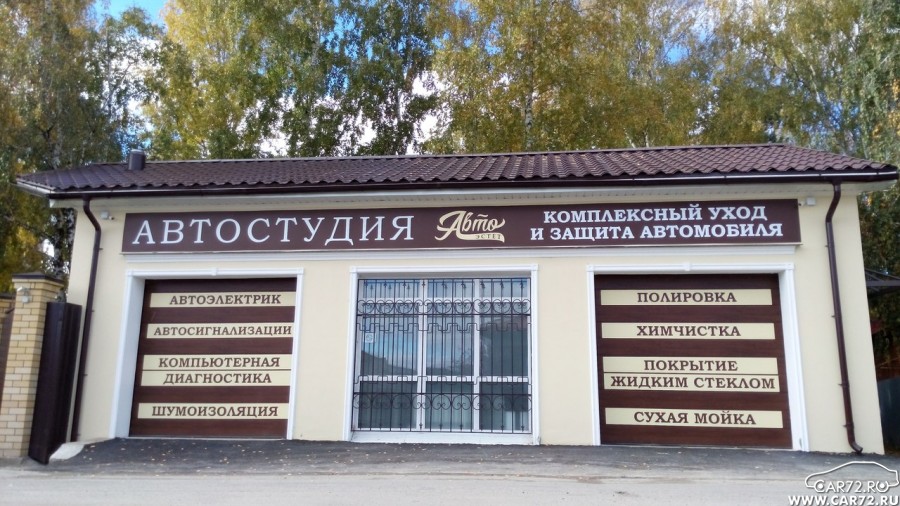 АВТОСТУДИЯ
Авто
ЭСТЕТ
КОМПЛЕКСНЫЙ УХОД
И ЗАЩИТА АВТОМОБИЛЯ
АВТОЭЛЕКТРИК
АВТОСИГНАЛИЗАЦИИ
КОМПЬЮТЕРНАЯ
ДИАГНОСТИКА
ШУМОИЗОЛЯЦИЯ
ПОЛИРОВКА
ХИМЧИСТКА
ПОКРЫТИЕ
ЖИДКИМ СТЕКЛОМ
СУХАЯ МОЙКА
CAR72.RU
WWW.CAR72.RU